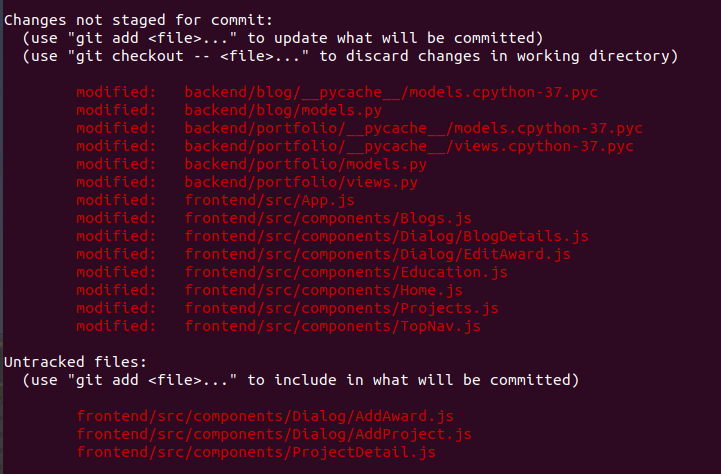 Changes not staged for commit:
(use "git add <file>..." to update what will be committed)
(use "git checkout -- <file>..." to discard changes in working directory)
modified: backend/blog/__pycache__/models.cpython-37.pyc
modified: backend/blog/models.py
modified: backend/portfolio/__pycache__/models.cpython-37.pyc
modified: backend/portfolio/__pycache__/views.cpython-37.pyc
modified: backend/portfolio/models.py
modified: backend/portfolio/views.py
modified: frontend/src/App.js
modified: frontend/src/components/Blogs.js
modified: frontend/src/components/Dialog/BlogDetails.js
modified: frontend/src/components/Dialog/EditAward.js
modified: frontend/src/components/Education.js
modified: frontend/src/components/Home.js
modified: frontend/src/components/Projects.js
modified: frontend/src/components/TopNav.js
Untracked files:
(use "git add <file>..." to include in what will be committed)
frontend/src/components/Dialog/AddAward.js
frontend/src/components/Dialog/AddProject.js
frontend/src/components/ProjectDetail.js